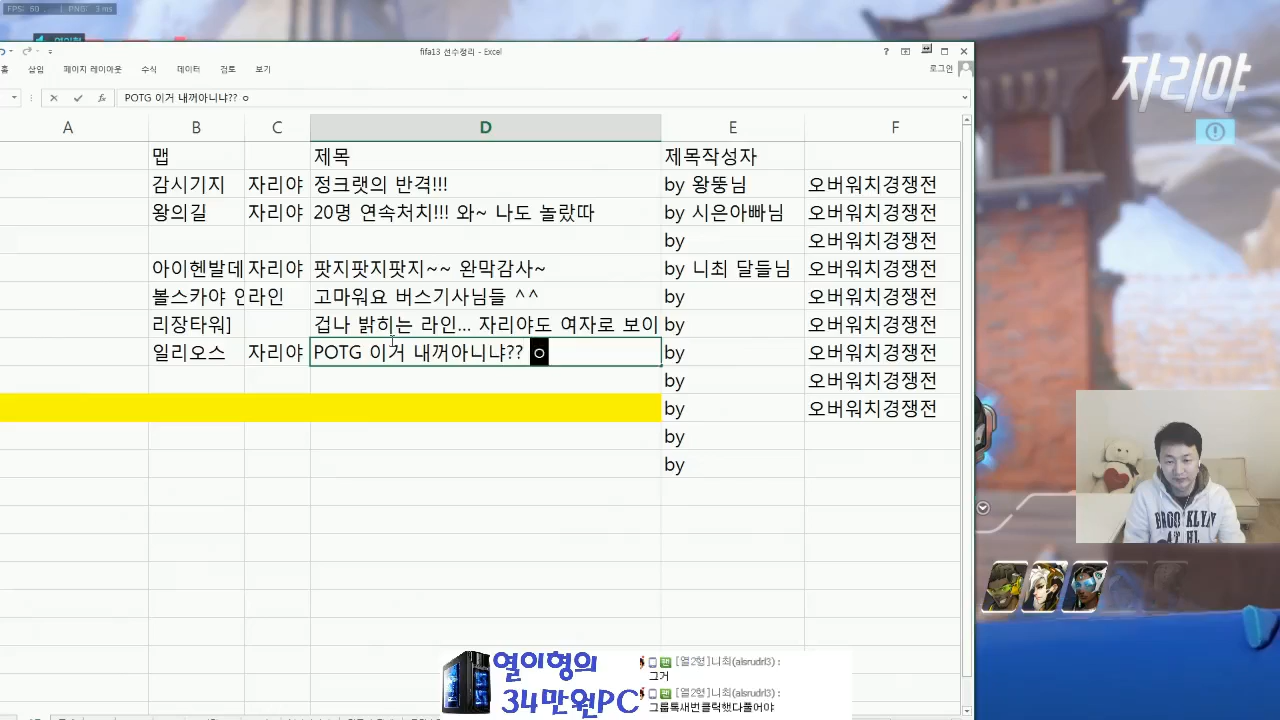 FPS: 60 PNG: 3 ms
열이형
fifa13 선수정리 - Excel
홈 삽입 페이지 레이아웃 수식 데이터 검토 보기
로그인
POTG 이거 내꺼아니냐?? ㅇ
A B C D E F
맵 제목 제목작성자
감시기지 자리야 정크랫의 반격!!! by 왕뚱님 오버워치경쟁전
왕의길 자리야 20명 연속처치!!! 와~ 나도 놀랐따 by 시은아빠님 오버워치경쟁전
by 오버워치경쟁전
아이헨발데 자리야 팟지팟지팟지~~ 완막감사~ by 니최 달들님 오버워치경쟁전
볼스카야 인 라인 고마워요 버스기사님들 ^^ by 오버워치경쟁전
리장타워] 겁나 밝히는 라인... 자리야도 여자로 보이 by 오버워치경쟁전
일리오스 자리야 POTG 이거 내꺼아니냐?? ㅇ by 오버워치경쟁전
by 오버워치경쟁전
by 오버워치경쟁전
by
by
자리야
BROOKLYN
열이형의
34만원PC
팬 [열2형]니최(alsrudrl3) :
그거
팬 [열2형]니최(alsrudrl3) :
그룹톡새번클릭했다풀어야